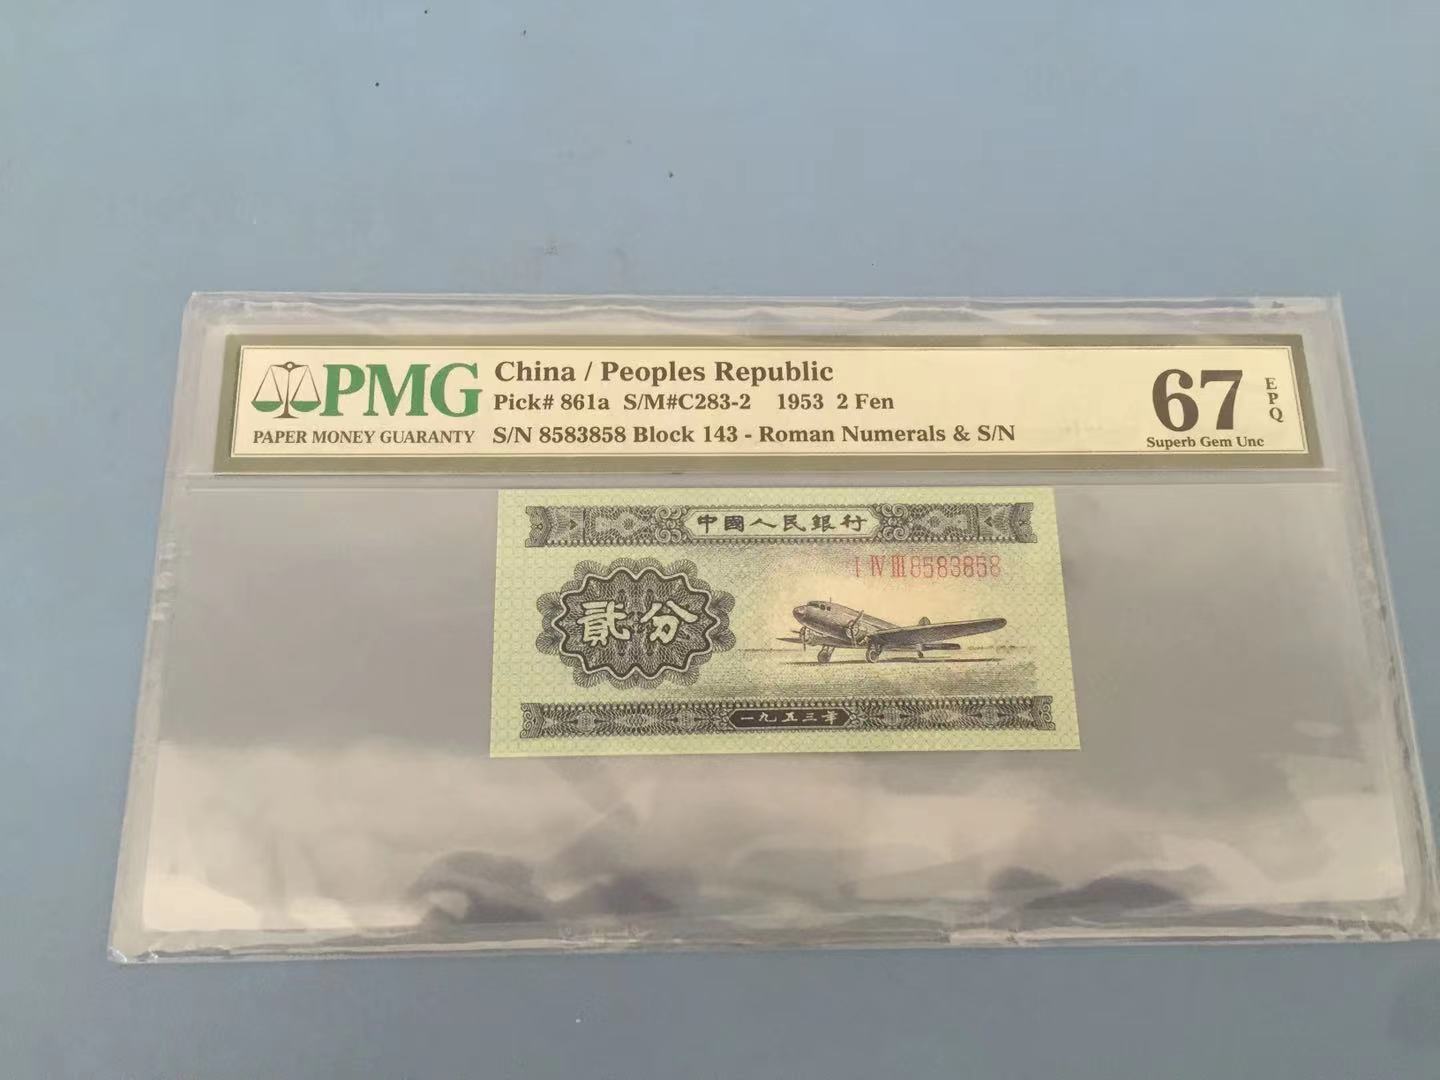 PMG
PAPER MONEY GUARANTY
China / Peoples Republic
Pick# 861a S/M#C283-2 1953 2 Fen
S/N 8583858 Block 143 - Roman Numerals & S/N
67
EPQ
Superb Gem Unc
中國人民銀行
I IV III 8583858
貳分
一九五三年